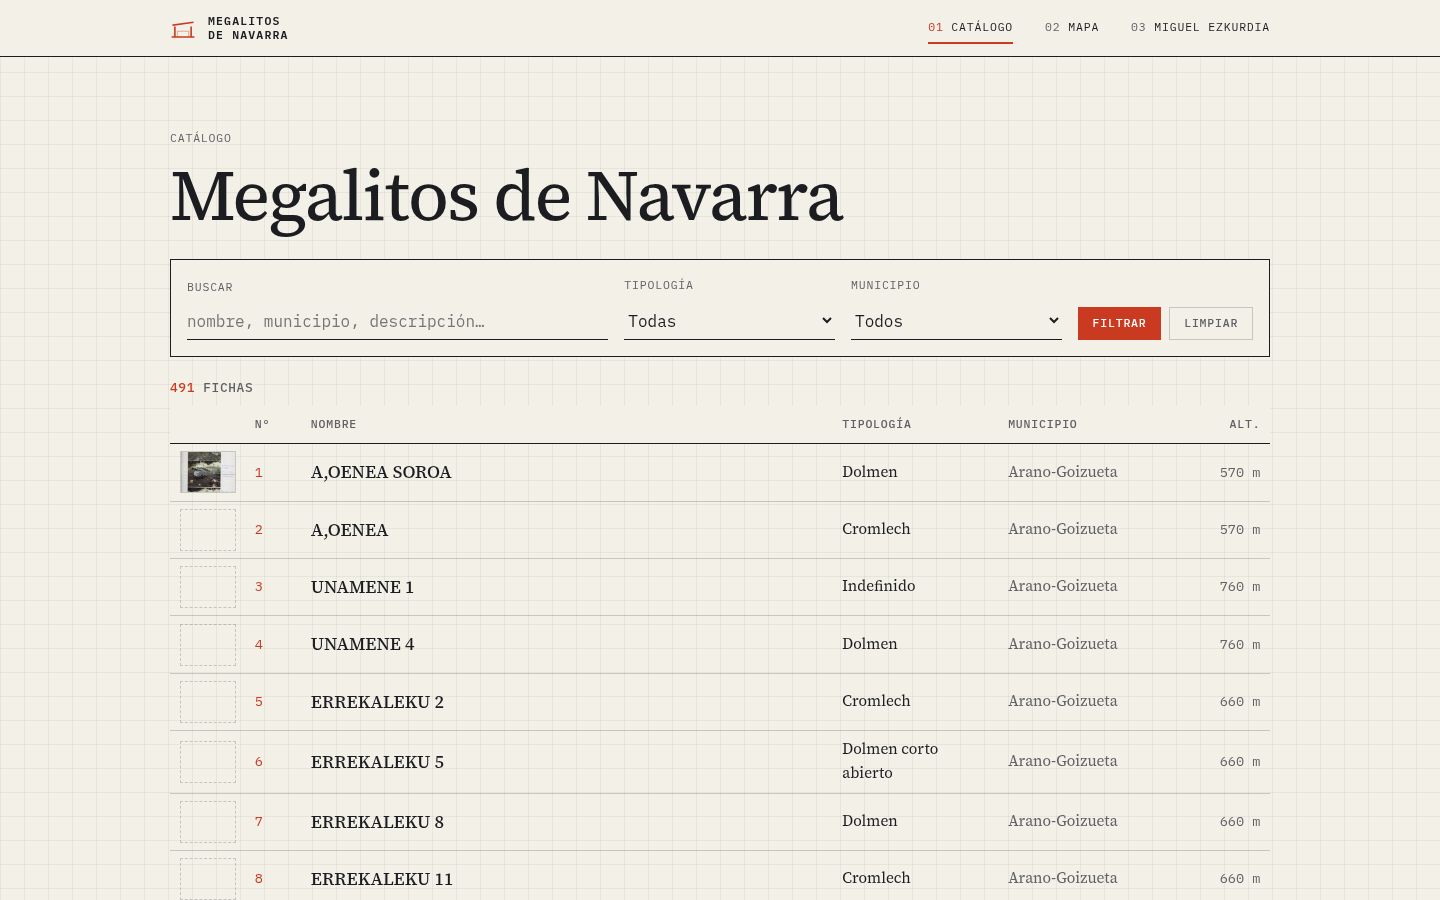 MEGALITOS
DE NAVARRA
01 CATÁLOGO 02 MAPA 03 MIGUEL EZKURDIA
CATÁLOGO
Megalitos de Navarra
BUSCAR TIPOLOGÍA MUNICIPIO
nombre, municipio, descripción… Todas Todos FILTRAR LIMPIAR
491 FICHAS
Nº NOMBRE TIPOLOGÍA MUNICIPIO ALT.
1 A,OENEA SOROA Dolmen Arano-Goizueta 570 m
2 A,OENEA Cromlech Arano-Goizueta 570 m
3 UNAMENE 1 Indefinido Arano-Goizueta 760 m
4 UNAMENE 4 Dolmen Arano-Goizueta 760 m
5 ERREKALEKU 2 Cromlech Arano-Goizueta 660 m
6 ERREKALEKU 5 Dolmen corto abierto Arano-Goizueta 660 m
7 ERREKALEKU 8 Dolmen Arano-Goizueta 660 m
8 ERREKALEKU 11 Cromlech Arano-Goizueta 660 m